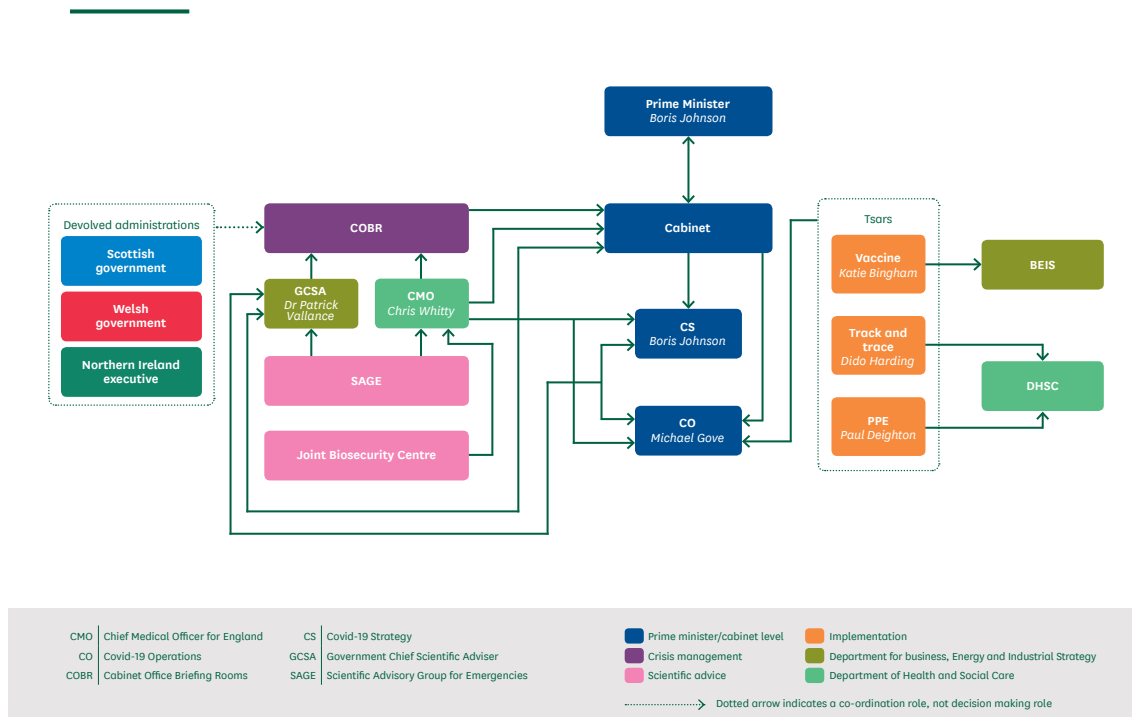 Prime Minister
Boris Johnson
Devolved administrations
Scottish
government
Welsh
government
Northern Ireland
executive
COBR
GCSA
Dr Patrick
Vallance
CMO
Chris Whitty
SAGE
Joint Biosecurity Centre
Cabinet
CS
Boris Johnson
CO
Michael Gove
Tsars
Vaccine
Katie Bingham
Track and
trace
Dido Harding
PPE
Paul Deighton
BEIS
DHSC
CMO Chief Medical Officer for England
CO Covid-19 Operations
COBR Cabinet Office Briefing Rooms
CS Covid-19 Strategy
GCSA Government Chief Scientific Adviser
SAGE Scientific Advisory Group for Emergencies
Prime minister/cabinet level
Crisis management
Scientific advice
Implementation
Department for business, Energy and Industrial Strategy
Department of Health and Social Care
Dotted arrow indicates a co-ordination role, not decision making role